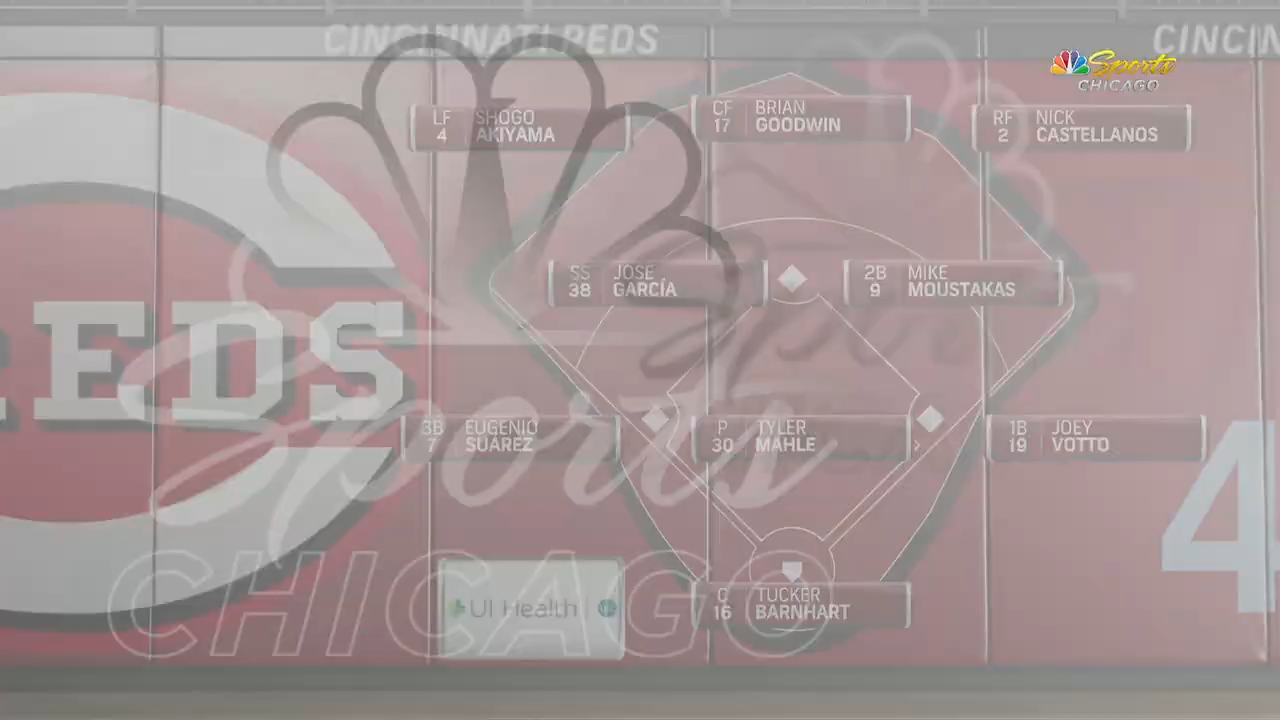 CINCINNATI REDS
CINCIN
Sports
CHICAGO
LF 4 SHOGO AKIYAMA
CF 17 BRIAN GOODWIN
RF 2 NICK CASTELLANOS
SS 38 JOSE GARCÍA
2B 9 MIKE MOUSTAKAS
EDS
3B 7 EUGENIO SUÁREZ
P 30 TYLER MAHLE
1B 19 JOEY VOTTO
4
Sports
CHICAGO
UI Health
C 16 TUCKER BARNHART